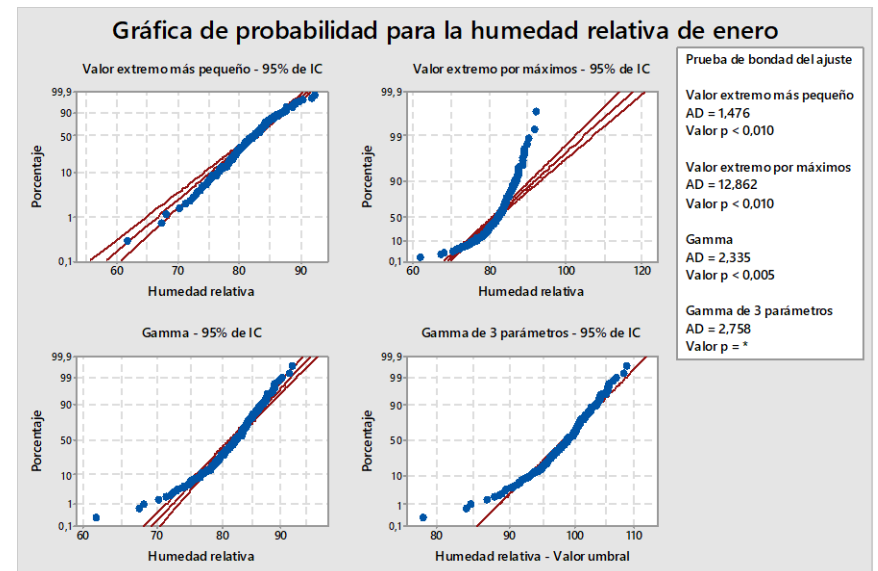 Gráfica de probabilidad para la humedad relativa de enero
Valor extremo más pequeño - 95% de IC
99,9
90
50
10
1
0,1
Porcentaje
60 70 80 90
Humedad relativa
Valor extremo por máximos - 95% de IC
99,9
99
90
50
10
0,1
Porcentaje
60 80 100 120
Humedad relativa
Gamma - 95% de IC
99,9
99
90
50
10
1
0,1
Porcentaje
60 70 80 90
Humedad relativa
Gamma de 3 parámetros - 95% de IC
99,9
99
90
50
10
1
0,1
Porcentaje
80 90 100 110
Humedad relativa - Valor umbral
Prueba de bondad del ajuste
Valor extremo más pequeño
AD = 1,476
Valor p < 0,010
Valor extremo por máximos
AD = 12,862
Valor p < 0,010
Gamma
AD = 2,335
Valor p < 0,005
Gamma de 3 parámetros
AD = 2,758
Valor p = *